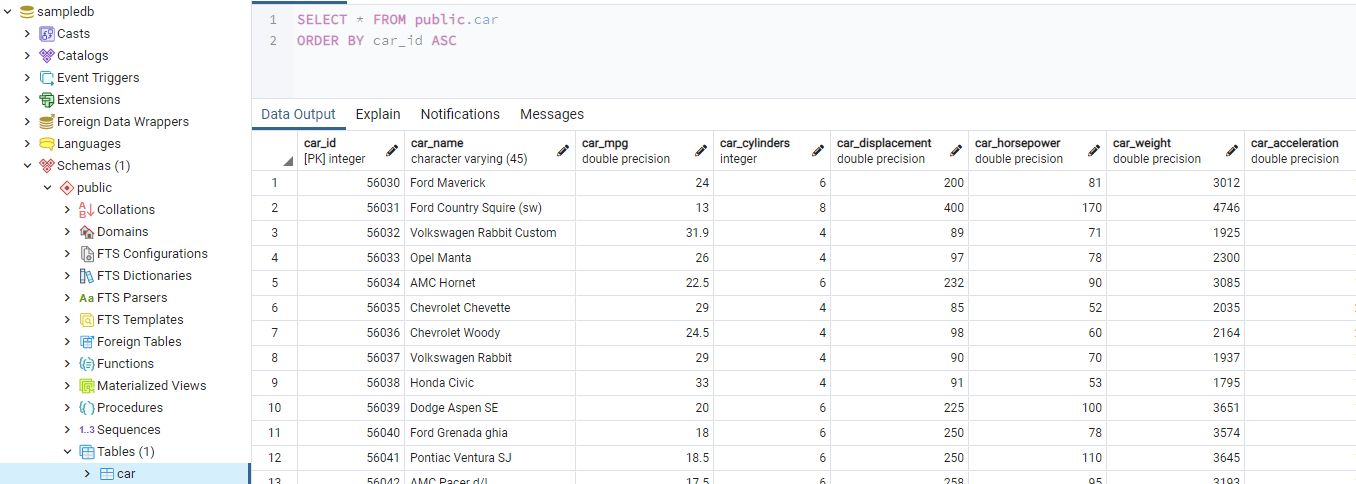 sampledb
Casts
Catalogs
Event Triggers
Extensions
Foreign Data Wrappers
Languages
Schemas (1)
public
Collations
Domains
FTS Configurations
FTS Dictionaries
Aa FTS Parsers
FTS Templates
Foreign Tables
Functions
Materialized Views
Procedures
1..3 Sequences
Tables (1)
car
1 SELECT * FROM public.car
2 ORDER BY car_id ASC
Data Output Explain Notifications Messages
car_id car_name car_mpg car_cylinders car_displacement car_horsepower car_weight car_acceleration
[PK] integer character varying (45) double precision integer double precision double precision double precision double precision
1 56030 Ford Maverick 24 6 200 81 3012
2 56031 Ford Country Squire (sw) 13 8 400 170 4746
3 56032 Volkswagen Rabbit Custom 31.9 4 89 71 1925
4 56033 Opel Manta 26 4 97 78 2300
5 56034 AMC Hornet 22.5 6 232 90 3085
6 56035 Chevrolet Chevette 29 4 85 52 2035
7 56036 Chevrolet Woody 24.5 4 98 60 2164
8 56037 Volkswagen Rabbit 29 4 90 70 1937
9 56038 Honda Civic 33 4 91 53 1795
10 56039 Dodge Aspen SE 20 6 225 100 3651
11 56040 Ford Grenada ghia 18 6 250 78 3574
12 56041 Pontiac Ventura SJ 18.5 6 250 110 3645
13 56042 AMC Pacer d/l 17.5 6 258 95 3193